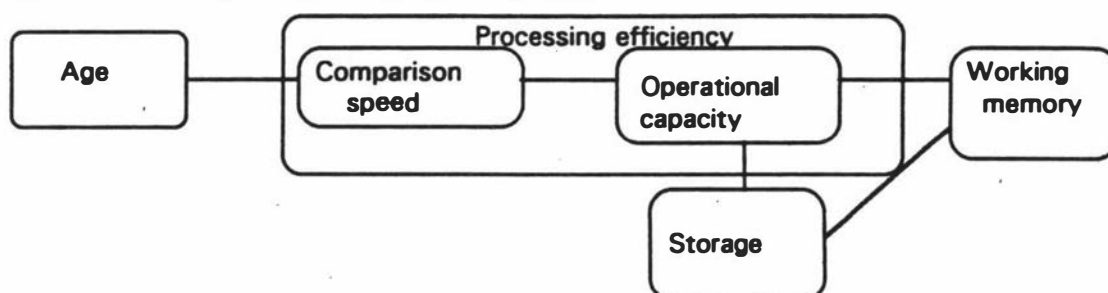 Processing efficiency
Age
Comparison
speed
Operational
capacity
Working
memory
Storage